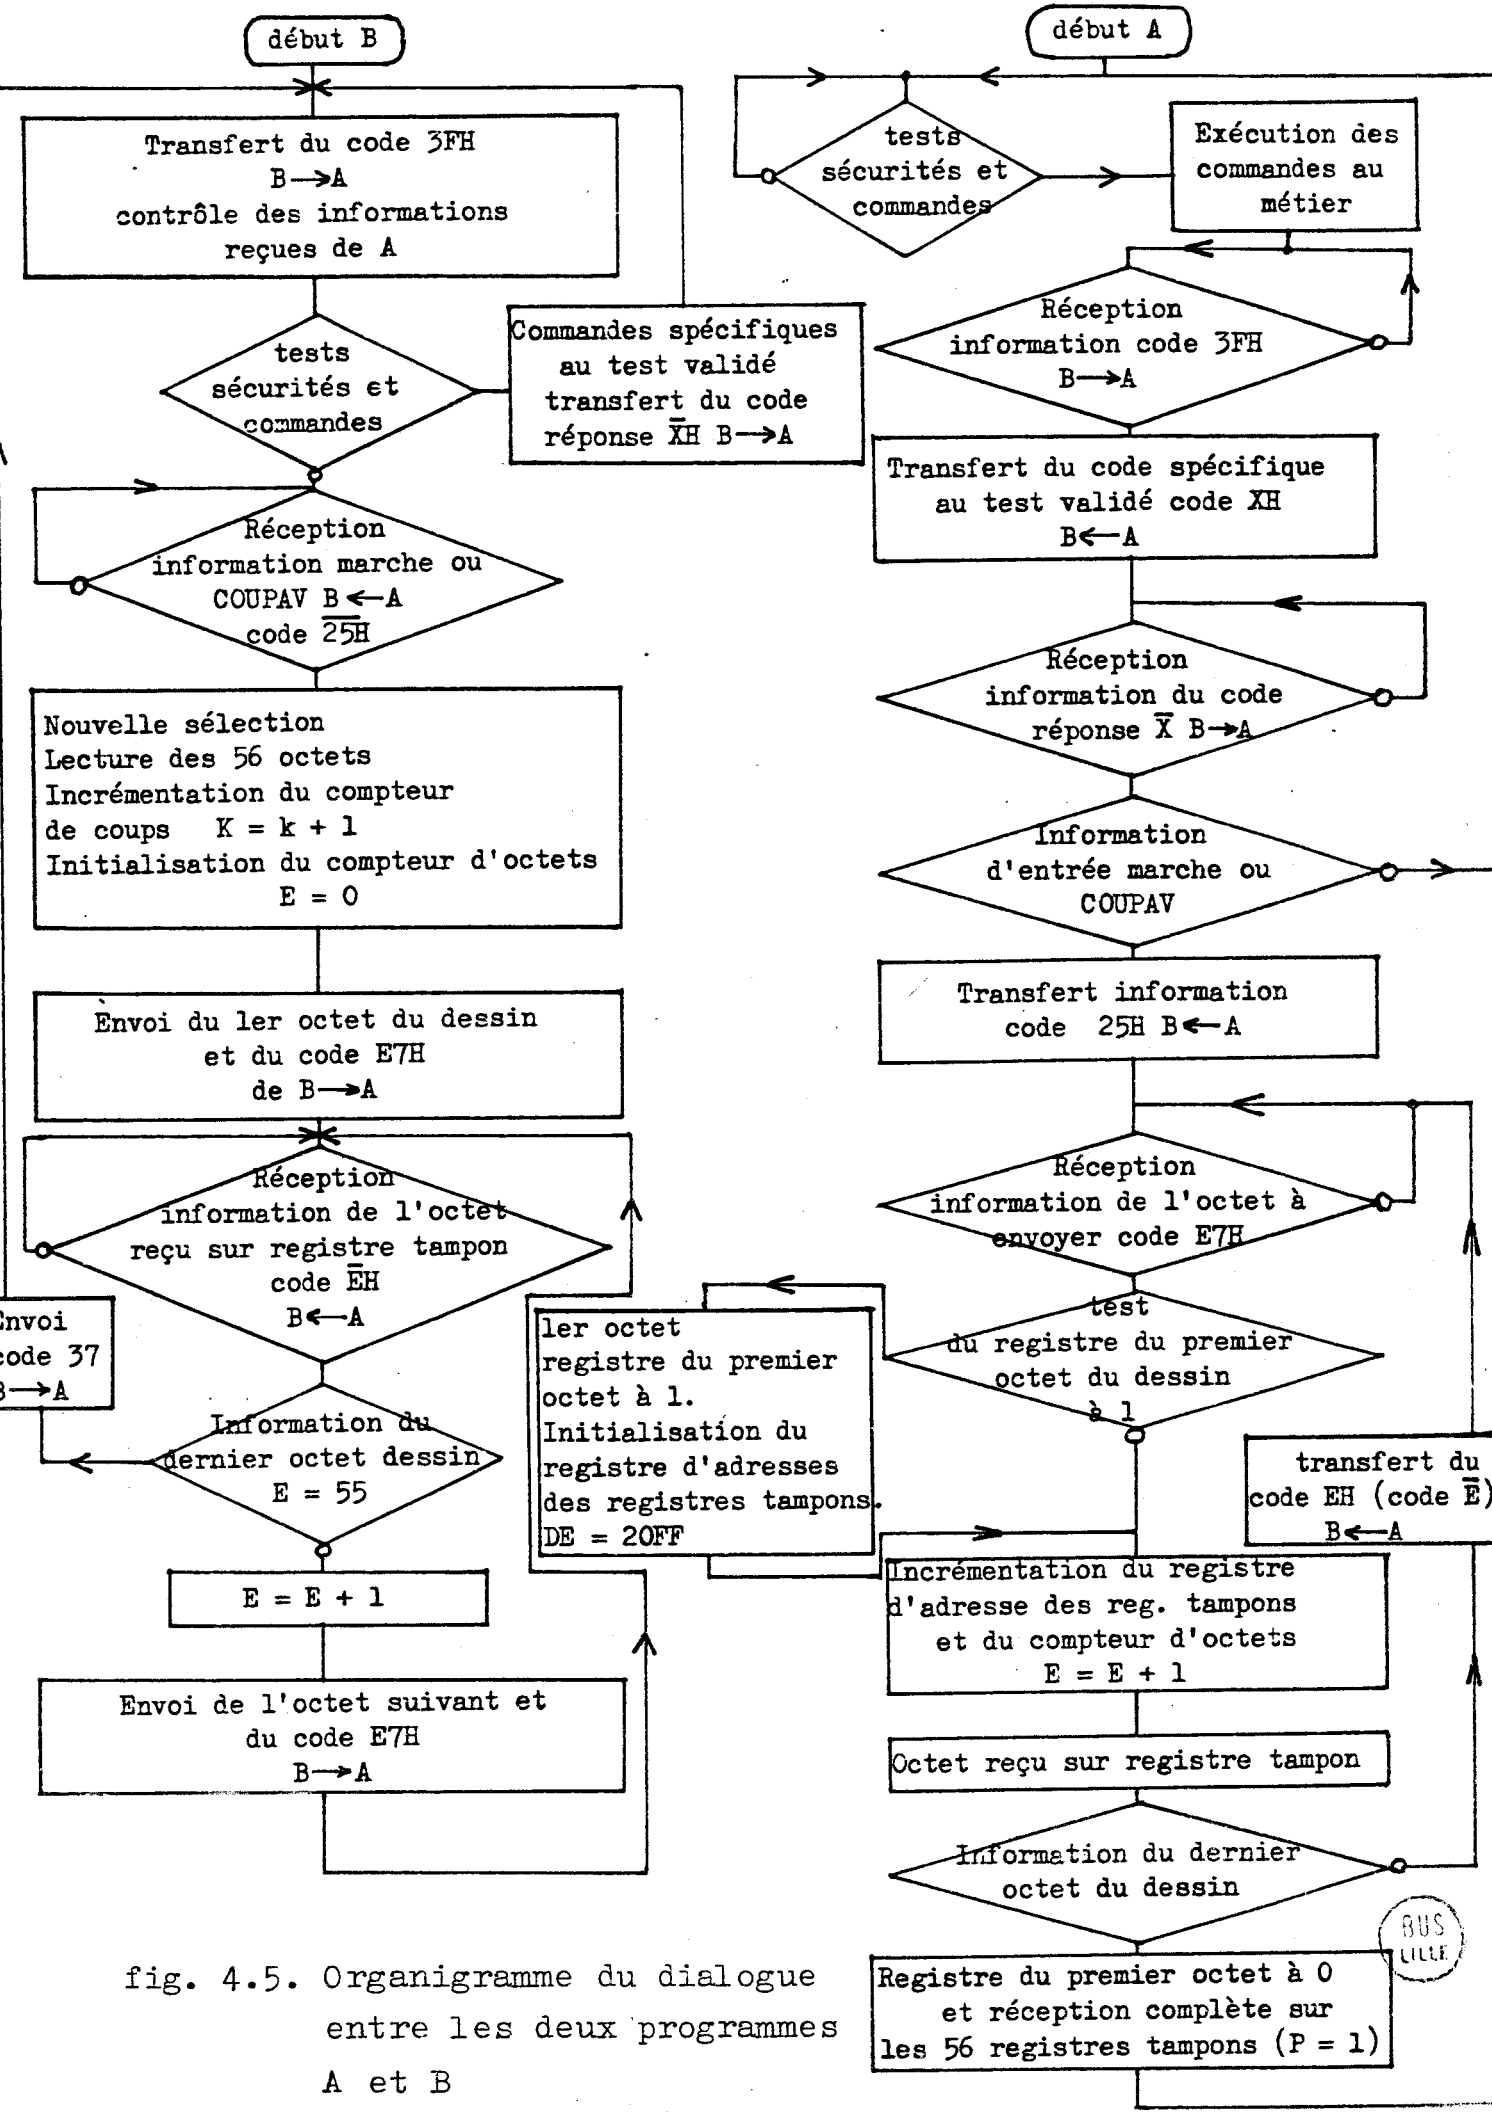 début B
Transfert du code 3FH
B→A
contrôle des informations
reçues de A
tests
sécurités et
commandes
Commandes spécifiques
au test validé
transfert du code
réponse X̅H B→A
Réception
information marche ou
COUPAV B←A
code 2̅5̅H̅
Nouvelle sélection
Lecture des 56 octets
Incrémentation du compteur
de coups K = k + 1
Initialisation du compteur d'octets
E = 0
Envoi du 1er octet du dessin
et du code E7H
de B→A
Réception
information de l'octet
reçu sur registre tampon
code E̅H
B←A
Envoi
code 37
B→A
Information du
dernier octet dessin
E = 55
E = E + 1
Envoi de l'octet suivant et
du code E7H
B→A
début A
tests
sécurités et
commandes
Exécution des
commandes au
métier
Réception
information code 3FH
B→A
Transfert du code spécifique
au test validé code XH
B←A
Réception
information du code
réponse X̅ B→A
Information
d'entrée marche ou
COUPAV
Transfert information
code 25H B←A
Réception
information de l'octet à
envoyer code E7H
test
du registre du premier
octet du dessin
à 1
1er octet
registre du premier
octet à 1.
Initialisation du
registre d'adresses
des registres tampons.
DE = 20FF
transfert du
code EH (code E̅)
B←A
Incrémentation du registre
d'adresse des reg. tampons
et du compteur d'octets
E = E + 1
Octet reçu sur registre tampon
Information du dernier
octet du dessin
Registre du premier octet à 0
et réception complète sur
les 56 registres tampons (P = 1)
BUS
LILLE
fig. 4.5. Organigramme du dialogue
entre les deux programmes
A et B